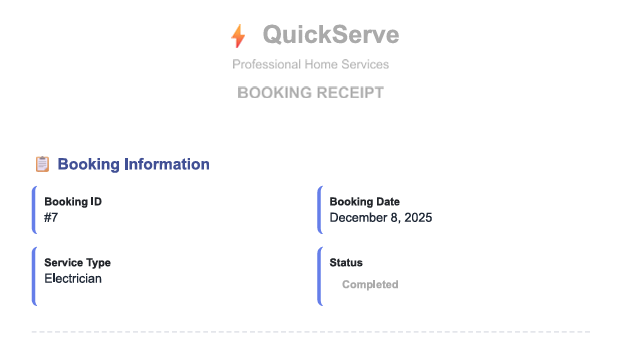 QuickServe
Professional Home Services
BOOKING RECEIPT
Booking Information
Booking ID
#7
Booking Date
December 8, 2025
Service Type
Electrician
Status
Completed